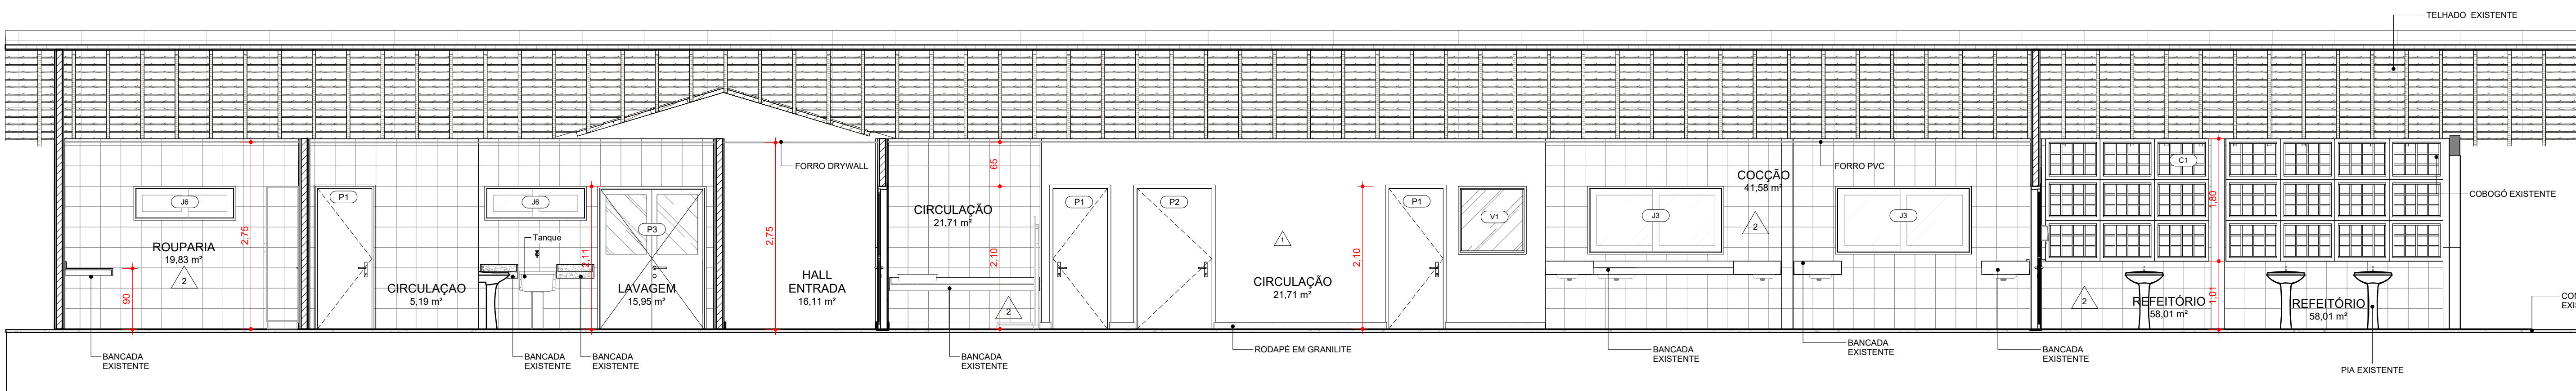 TELHADO EXISTENTE
FORRO DRYWALL
65
FORRO PVC
C1
COCÇÃO
41,58 m²
COBOGÓ EXISTENTE
J6
P1
J6
P1
P2
P1
V1
J3
J3
1,80
CIRCULAÇÃO
21,71 m²
2
P3
2,75
Tanque
2,75
1
ROUPARIA
19,83 m²
2
2,11
2,10
2,10
HALL
ENTRADA
16,11 m²
CIRCULAÇAO
5,19 m²
LAVAGEM
15,95 m²
CIRCULAÇÃO
21,71 m²
90
2
2
1,01
REFEITÓRIO
58,01 m²
REFEITÓRIO
58,01 m²
RODAPÉ EM GRANILITE
BANCADA
EXISTENTE
BANCADA
EXISTENTE
BANCADA
EXISTENTE
BANCADA
EXISTENTE
BANCADA
EXISTENTE
BANCADA
EXISTENTE
BANCADA
EXISTENTE
PIA EXISTENTE